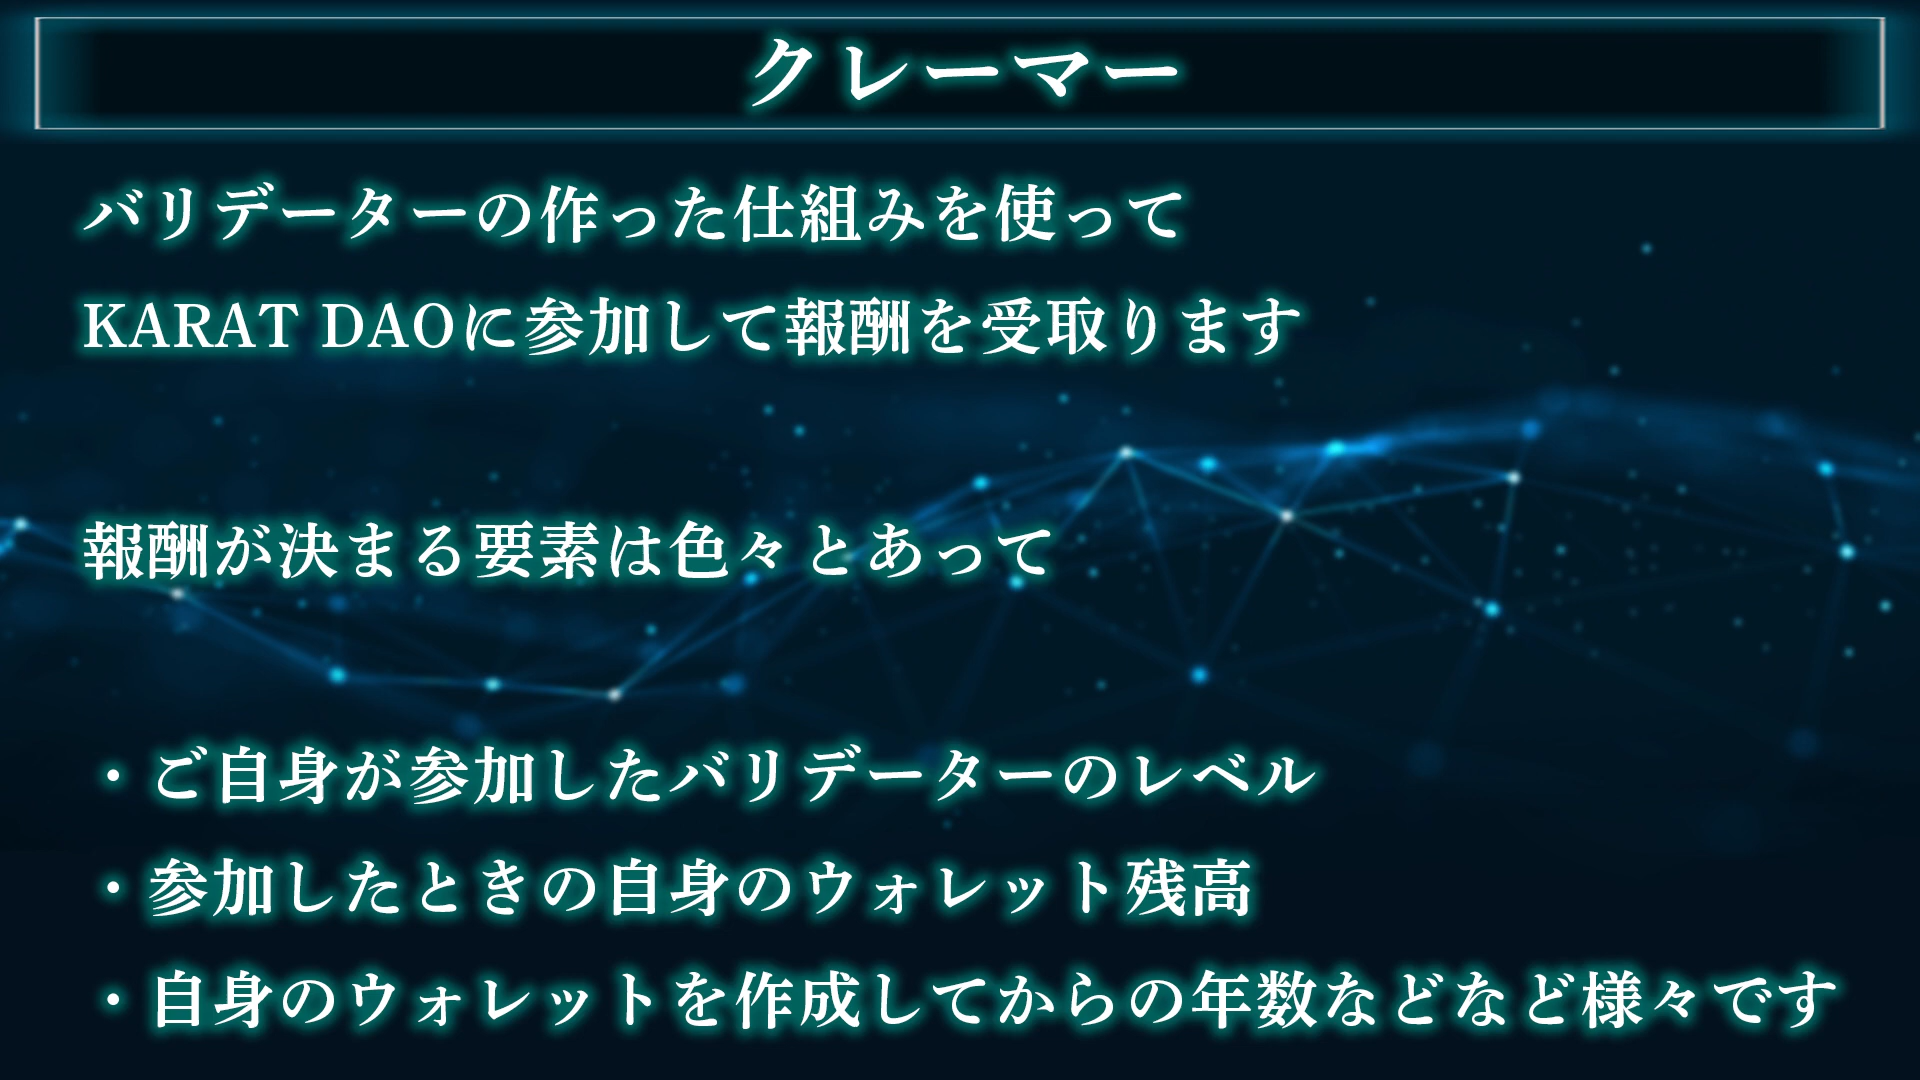 クレーマー
バリデーターの作った仕組みを使って
KARAT DAOに参加して報酬を受取ります
報酬が決まる要素は色々とあって
・ご自身が参加したバリデーターのレベル
・参加したときの自身のウォレット残高
・自身のウォレットを作成してからの年数などなど様々です